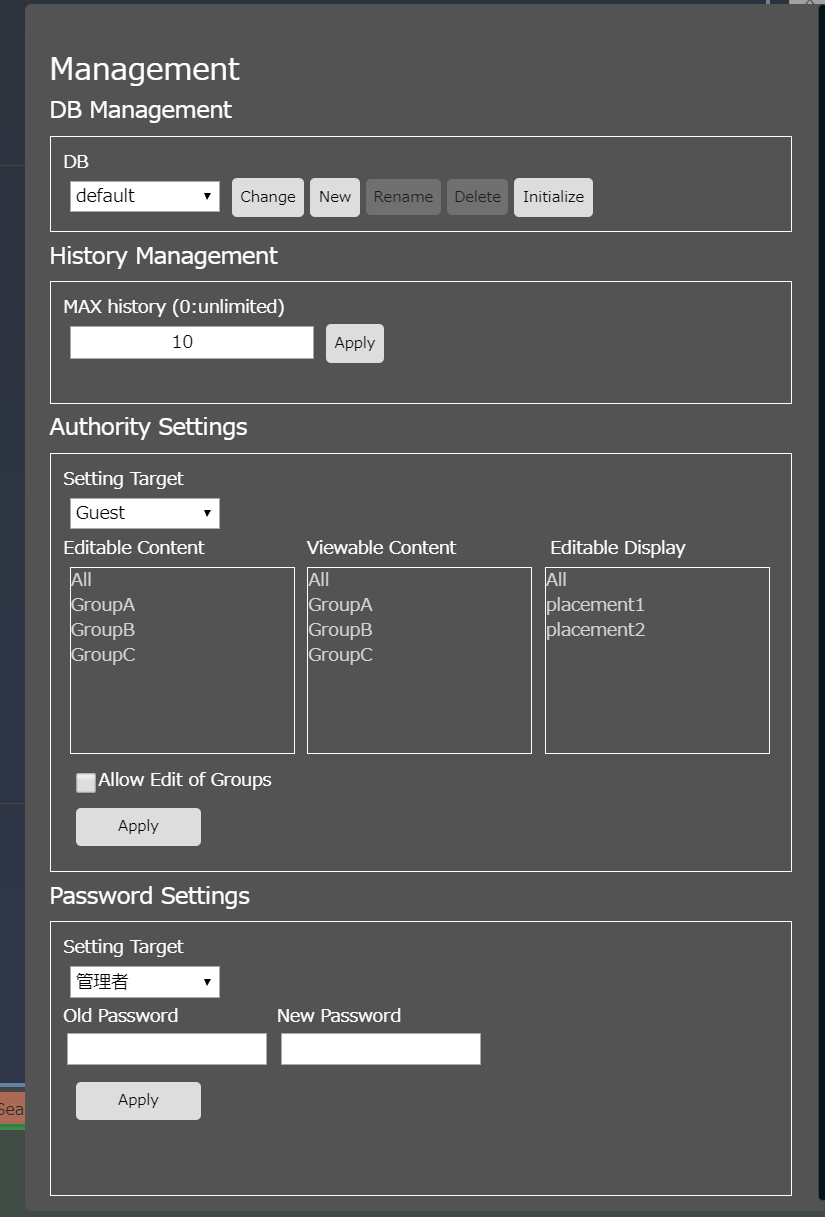 Management
DB Management
DB
default ▼ Change New Rename Delete Initialize
History Management
MAX history (0:unlimited)
10 Apply
Authority Settings
Setting Target
Guest ▼
Editable Content Viewable Content Editable Display
All All All
GroupA GroupA placement1
GroupB GroupB placement2
GroupC GroupC
Allow Edit of Groups
Apply
Password Settings
Setting Target
管理者 ▼
Old Password New Password
Sea
Apply